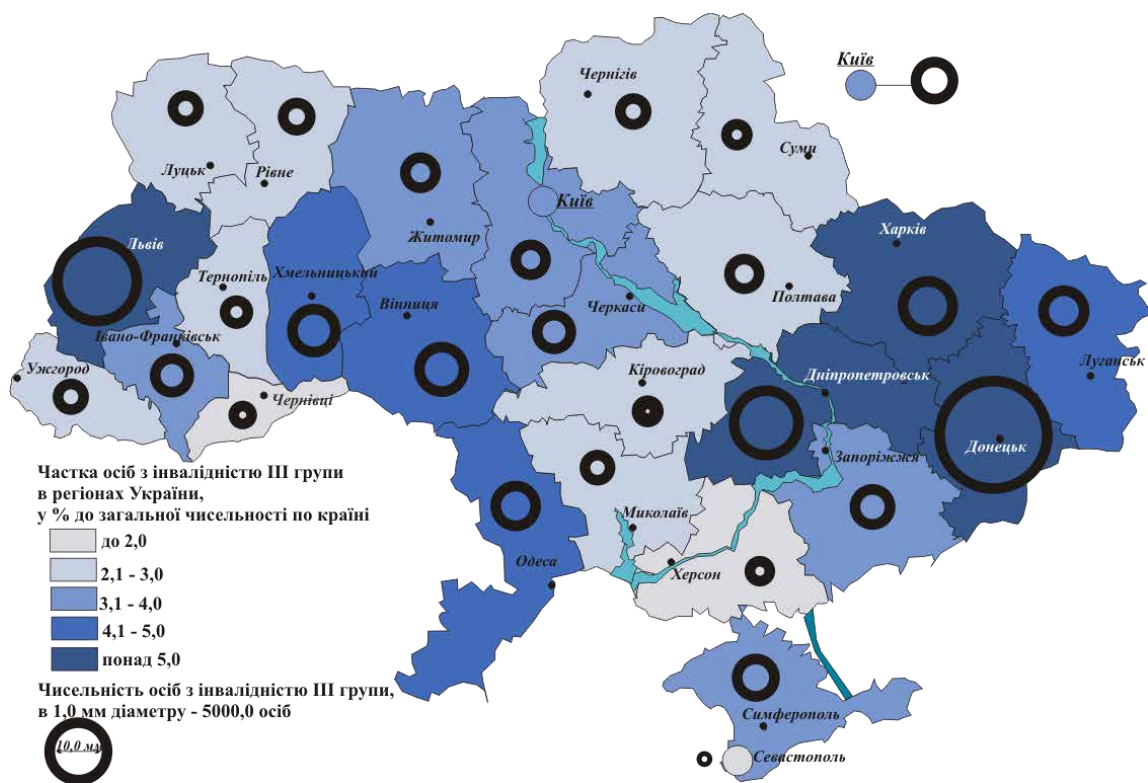 Київ
Чернігів
Суми
Луцьк
Рівне
Київ
Житомир
Львів
Харків
Тернопіль
Хмельницький
Вінниця
Черкаси
Полтава
Івано-Франківськ
Ужгород
Чернівці
Кіровоград
Дніпропетровськ
Луганськ
Донецьк
Запоріжжя
Миколаїв
Одеса
Херсон
Симферополь
Севастополь
Частка осіб з інвалідністю III групи
в регіонах України,
у % до загальної чисельності по країні
до 2,0
2,1 - 3,0
3,1 - 4,0
4,1 - 5,0
понад 5,0
Чисельність осіб з інвалідністю III групи,
в 1,0 мм діаметру - 5000,0 осіб
10,0 мм